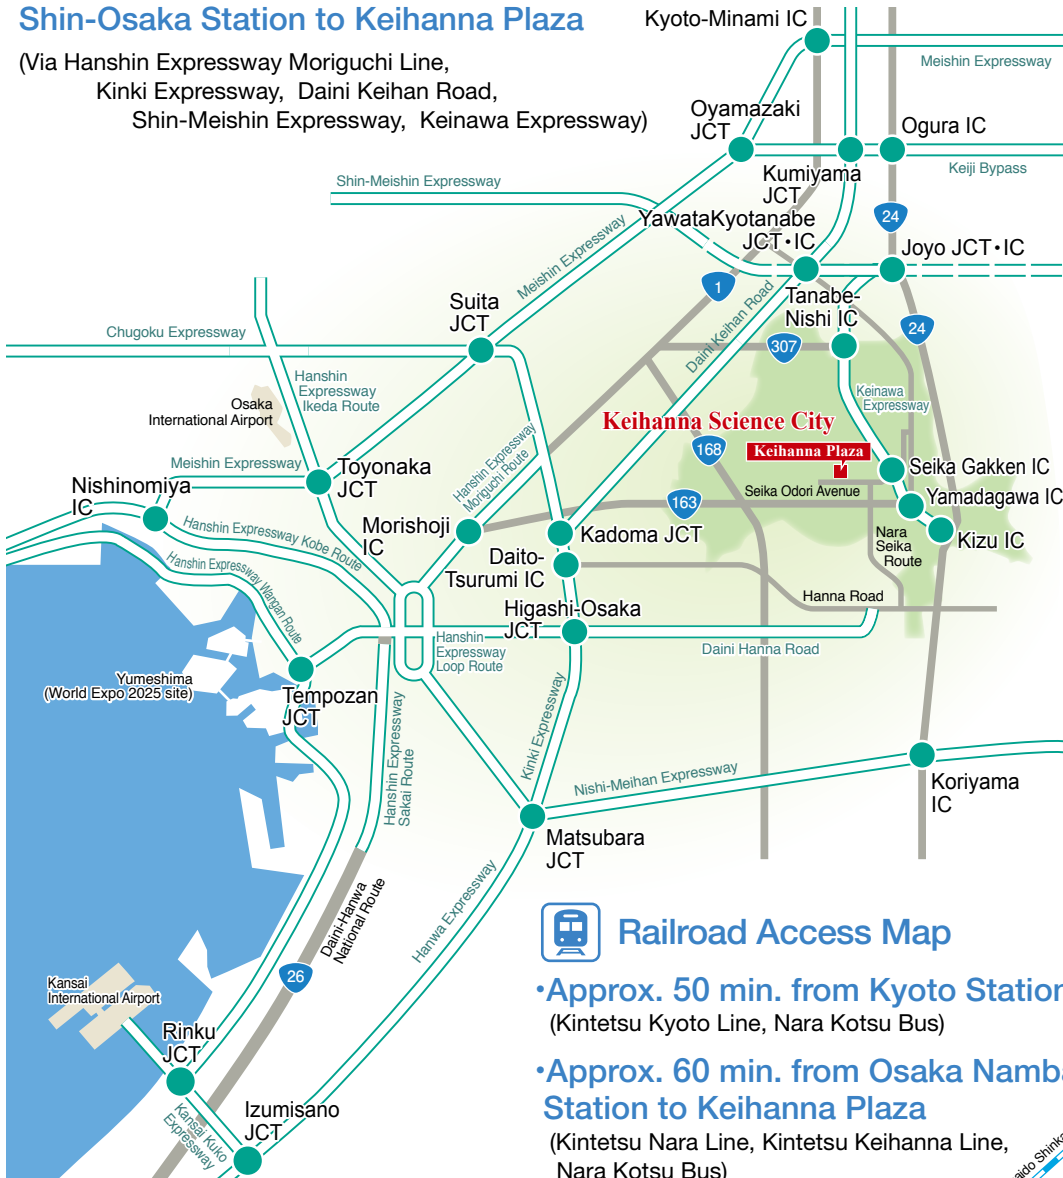 Shin-Osaka Station to Keihanna Plaza
(Via Hanshin Expressway Moriguchi Line,
Kinki Expressway, Daini Keihan Road,
Shin-Meishin Expressway, Keinawa Expressway)
Kyoto-Minami IC
Meishin Expressway
Oyamazaki
JCT
Ogura IC
Kumiyama
JCT
Keiji Bypass
Shin-Meishin Expressway
24
YawataKyotanabe
JCT・IC
Joyo JCT・IC
Meishin Expressway
1
Daini Keihan Road
Tanabe-
Nishi IC
24
307
Suita
JCT
Chugoku Expressway
Hanshin
Expressway
Ikeda Route
Osaka
International Airport
Keinawa
Expressway
Keihanna Science City
168
Keihanna Plaza
Hanshin Expressway
Moriguchi Route
Meishin Expressway
Toyonaka
JCT
Seika Gakken IC
Nishinomiya
IC
Seika Odori Avenue
163
Yamadagawa IC
Hanshin Expressway Kobe Route
Morishoji
IC
Kadoma JCT
Nara
Seika
Route
Kizu IC
Daito-
Tsurumi IC
Hanshin Expressway Wangan Route
Hanna Road
Higashi-Osaka
JCT
Hanshin
Expressway
Loop Route
Daini Hanna Road
Yumeshima
(World Expo 2025 site)
Tempozan
JCT
Kinki Expressway
Hanshin Expressway
Sakai Route
Nishi-Meihan Expressway
Koriyama
IC
Matsubara
JCT
Daini-Hanwa
National Route
Hanwa Expressway
26
Kansai
International Airport
Rinku
JCT
Kansai Kuko
Expressway
Izumisano
JCT
Railroad Access Map
・Approx. 50 min. from Kyoto Station
(Kintetsu Kyoto Line, Nara Kotsu Bus)
・Approx. 60 min. from Osaka Namba
Station to Keihanna Plaza
(Kintetsu Nara Line, Kintetsu Keihanna Line,
Nara Kotsu Bus)